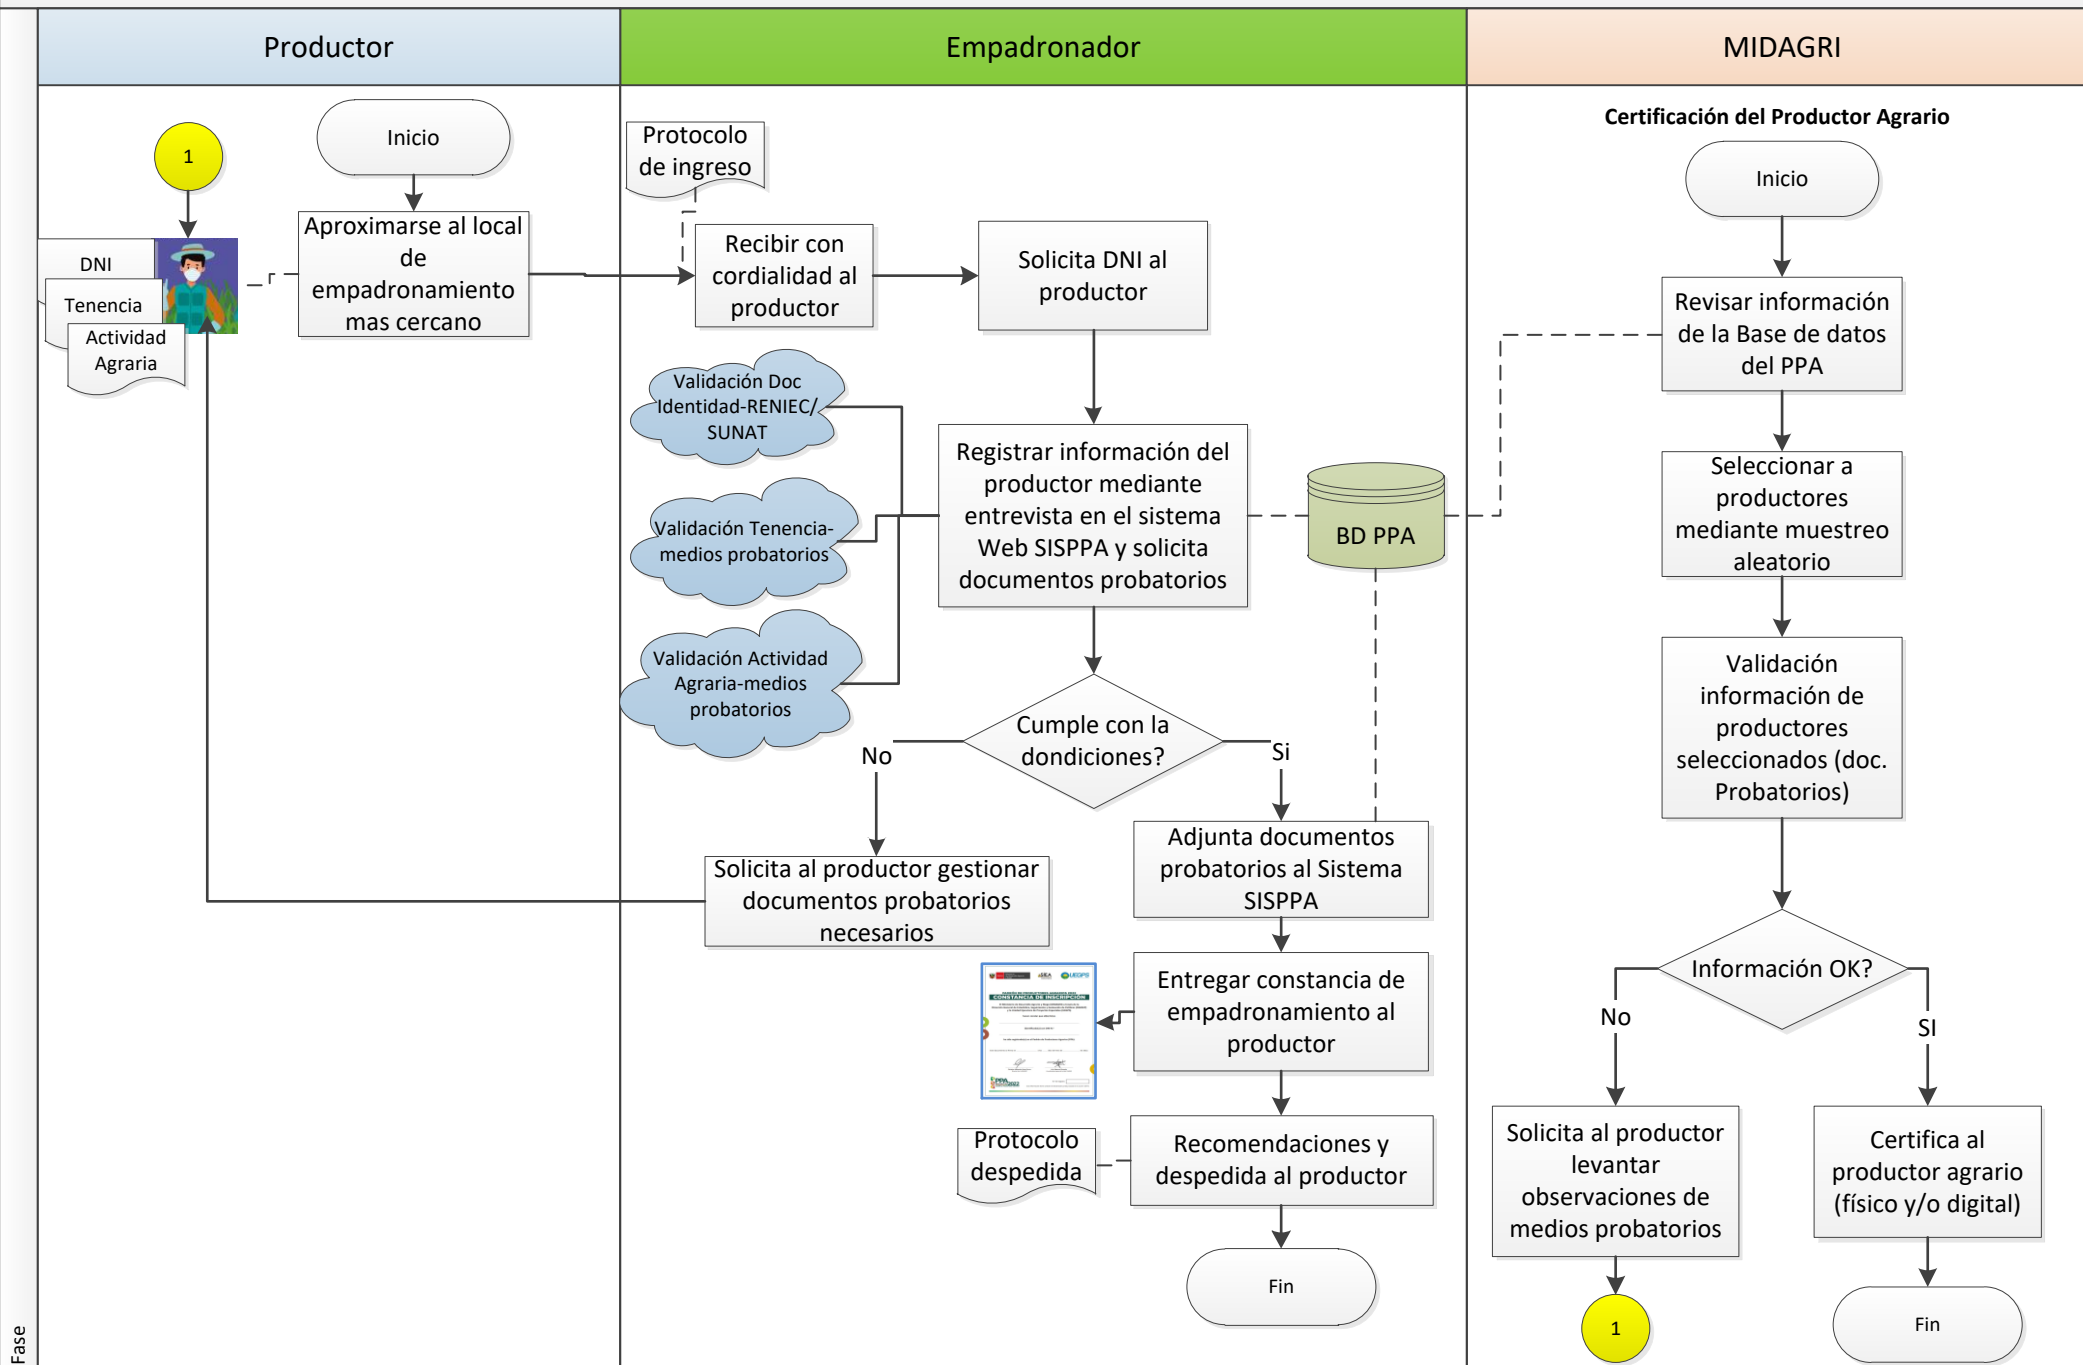 Productor
Empadronador
MIDAGRI
Fase
1
Inicio
DNI
Tenencia
Actividad
Agraria
Aproximarse al local
de
empadronamiento
mas cercano
Protocolo
de ingreso
Recibir con
cordialidad al
productor
Solicita DNI al
productor
Validación Doc
Identidad-RENIEC/
SUNAT
Validación Tenencia-
medios probatorios
Validación Actividad
Agraria-medios
probatorios
Registrar información del
productor mediante
entrevista en el sistema
Web SISPPA y solicita
documentos probatorios
BD PPA
Cumple con la
dondiciones?
No
Si
Solicita al productor gestionar
documentos probatorios
necesarios
Adjunta documentos
probatorios al Sistema
SISPPA
Entregar constancia de
empadronamiento al
productor
CONSTANCIA DE INSCRIPCIÓN
PPA
Protocolo
despedida
Recomendaciones y
despedida al productor
Fin
Certificación del Productor Agrario
Inicio
Revisar información
de la Base de datos
del PPA
Seleccionar a
productores
mediante muestreo
aleatorio
Validación
información de
productores
seleccionados (doc.
Probatorios)
Información OK?
No
SI
Solicita al productor
levantar
observaciones de
medios probatorios
1
Certifica al
productor agrario
(físico y/o digital)
Fin